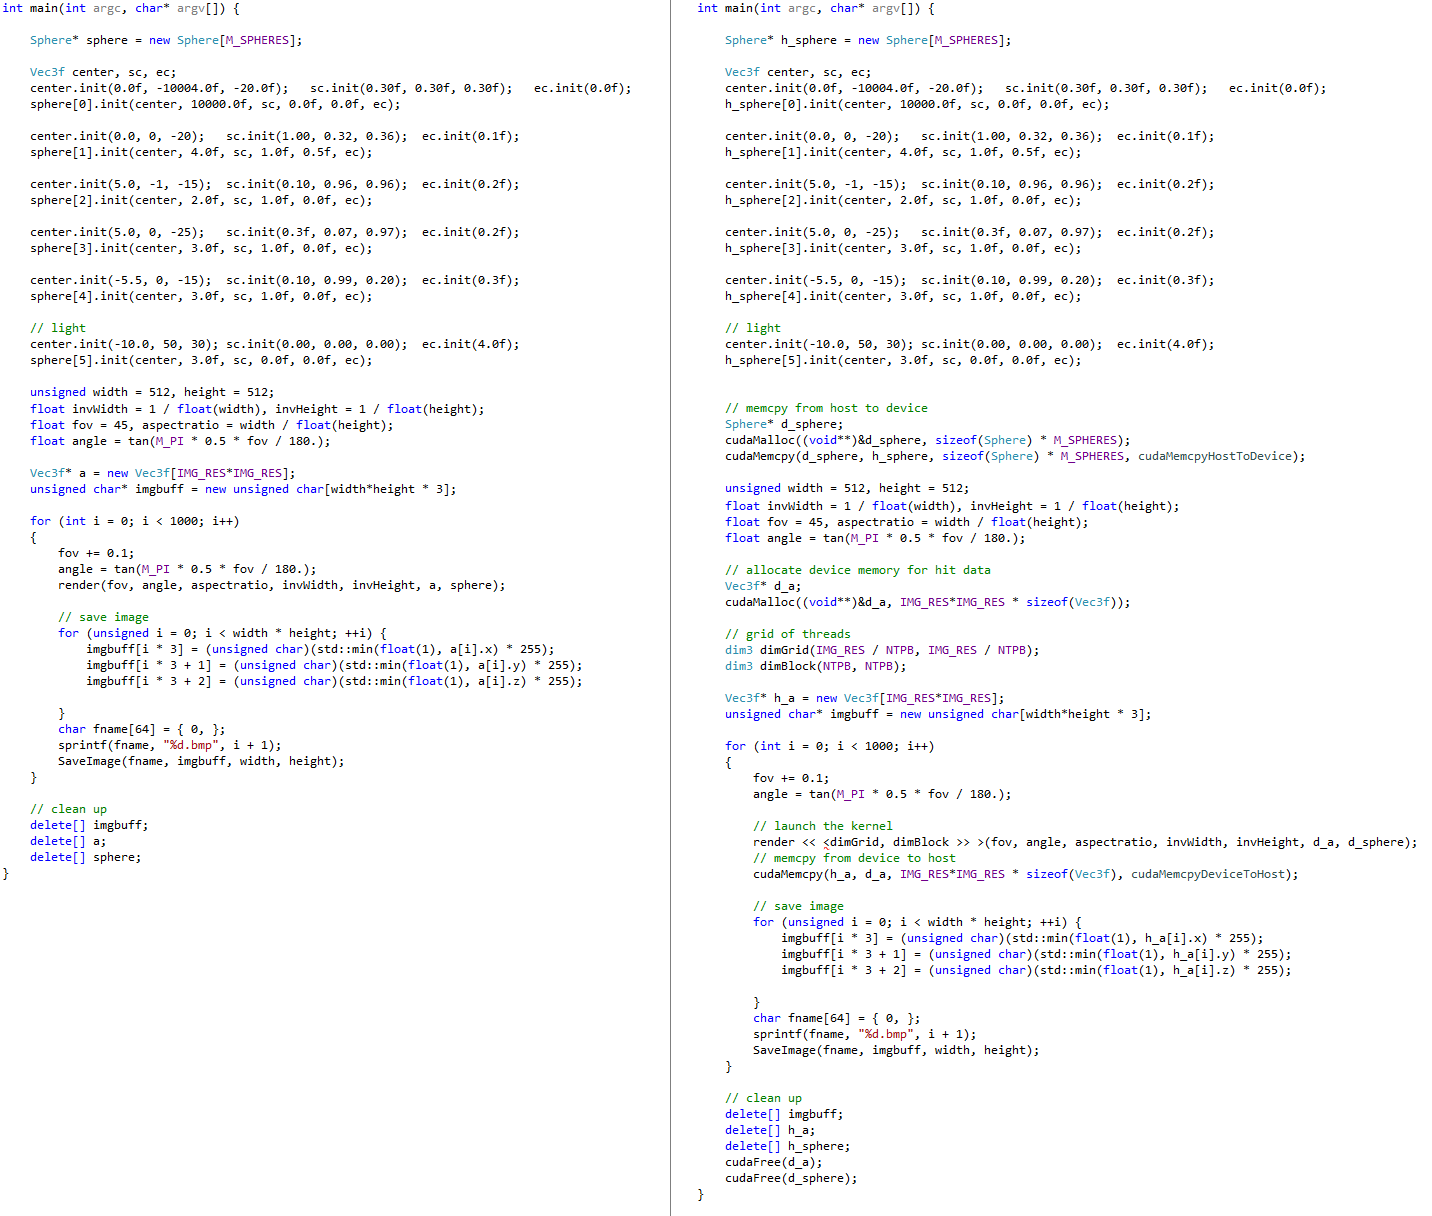 int main(int argc, char* argv[]) {
Sphere* sphere = new Sphere[M_SPHERES];
Vec3f center, sc, ec;
center.init(0.0f, -10004.0f, -20.0f);   sc.init(0.30f, 0.30f, 0.30f);   ec.init(0.0f);
sphere[0].init(center, 10000.0f, sc, 0.0f, 0.0f, ec);
center.init(0.0, 0, -20);   sc.init(1.00, 0.32, 0.36);  ec.init(0.1f);
sphere[1].init(center, 4.0f, sc, 1.0f, 0.5f, ec);
center.init(5.0, -1, -15);  sc.init(0.10, 0.96, 0.96);  ec.init(0.2f);
sphere[2].init(center, 2.0f, sc, 1.0f, 0.0f, ec);
center.init(5.0, 0, -25);   sc.init(0.3f, 0.07, 0.97);  ec.init(0.2f);
sphere[3].init(center, 3.0f, sc, 1.0f, 0.0f, ec);
center.init(-5.5, 0, -15);  sc.init(0.10, 0.99, 0.20);  ec.init(0.3f);
sphere[4].init(center, 3.0f, sc, 1.0f, 0.0f, ec);
// light
center.init(-10.0, 50, 30); sc.init(0.00, 0.00, 0.00);  ec.init(4.0f);
sphere[5].init(center, 3.0f, sc, 0.0f, 0.0f, ec);
unsigned width = 512, height = 512;
float invWidth = 1 / float(width), invHeight = 1 / float(height);
float fov = 45, aspectratio = width / float(height);
float angle = tan(M_PI * 0.5 * fov / 180.);
Vec3f* a = new Vec3f[IMG_RES*IMG_RES];
unsigned char* imgbuff = new unsigned char[width*height * 3];
for (int i = 0; i < 1000; i++)
{
fov += 0.1;
angle = tan(M_PI * 0.5 * fov / 180.);
render(fov, angle, aspectratio, invWidth, invHeight, a, sphere);
// save image
for (unsigned i = 0; i < width * height; ++i) {
imgbuff[i * 3] = (unsigned char)(std::min(float(1), a[i].x) * 255);
imgbuff[i * 3 + 1] = (unsigned char)(std::min(float(1), a[i].y) * 255);
imgbuff[i * 3 + 2] = (unsigned char)(std::min(float(1), a[i].z) * 255);
}
char fname[64] = { 0, };
sprintf(fname, "%d.bmp", i + 1);
SaveImage(fname, imgbuff, width, height);
}
// clean up
delete[] imgbuff;
delete[] a;
delete[] sphere;
}
int main(int argc, char* argv[]) {
Sphere* h_sphere = new Sphere[M_SPHERES];
Vec3f center, sc, ec;
center.init(0.0f, -10004.0f, -20.0f);   sc.init(0.30f, 0.30f, 0.30f);   ec.init(0.0f);
h_sphere[0].init(center, 10000.0f, sc, 0.0f, 0.0f, ec);
center.init(0.0, 0, -20);   sc.init(1.00, 0.32, 0.36);  ec.init(0.1f);
h_sphere[1].init(center, 4.0f, sc, 1.0f, 0.5f, ec);
center.init(5.0, -1, -15);  sc.init(0.10, 0.96, 0.96);  ec.init(0.2f);
h_sphere[2].init(center, 2.0f, sc, 1.0f, 0.0f, ec);
center.init(5.0, 0, -25);   sc.init(0.3f, 0.07, 0.97);  ec.init(0.2f);
h_sphere[3].init(center, 3.0f, sc, 1.0f, 0.0f, ec);
center.init(-5.5, 0, -15);  sc.init(0.10, 0.99, 0.20);  ec.init(0.3f);
h_sphere[4].init(center, 3.0f, sc, 1.0f, 0.0f, ec);
// light
center.init(-10.0, 50, 30); sc.init(0.00, 0.00, 0.00);  ec.init(4.0f);
h_sphere[5].init(center, 3.0f, sc, 0.0f, 0.0f, ec);
// memcpy from host to device
Sphere* d_sphere;
cudaMalloc((void**)&d_sphere, sizeof(Sphere) * M_SPHERES);
cudaMemcpy(d_sphere, h_sphere, sizeof(Sphere) * M_SPHERES, cudaMemcpyHostToDevice);
unsigned width = 512, height = 512;
float invWidth = 1 / float(width), invHeight = 1 / float(height);
float fov = 45, aspectratio = width / float(height);
float angle = tan(M_PI * 0.5 * fov / 180.);
// allocate device memory for hit data
Vec3f* d_a;
cudaMalloc((void**)&d_a, IMG_RES*IMG_RES * sizeof(Vec3f));
// grid of threads
dim3 dimGrid(IMG_RES / NTPB, IMG_RES / NTPB);
dim3 dimBlock(NTPB, NTPB);
Vec3f* h_a = new Vec3f[IMG_RES*IMG_RES];
unsigned char* imgbuff = new unsigned char[width*height * 3];
for (int i = 0; i < 1000; i++)
{
fov += 0.1;
angle = tan(M_PI * 0.5 * fov / 180.);
// launch the kernel
render << <dimGrid, dimBlock >> >(fov, angle, aspectratio, invWidth, invHeight, d_a, d_sphere);
// memcpy from device to host
cudaMemcpy(h_a, d_a, IMG_RES*IMG_RES * sizeof(Vec3f), cudaMemcpyDeviceToHost);
// save image
for (unsigned i = 0; i < width * height; ++i) {
imgbuff[i * 3] = (unsigned char)(std::min(float(1), h_a[i].x) * 255);
imgbuff[i * 3 + 1] = (unsigned char)(std::min(float(1), h_a[i].y) * 255);
imgbuff[i * 3 + 2] = (unsigned char)(std::min(float(1), h_a[i].z) * 255);
}
char fname[64] = { 0, };
sprintf(fname, "%d.bmp", i + 1);
SaveImage(fname, imgbuff, width, height);
}
// clean up
delete[] imgbuff;
delete[] h_a;
delete[] h_sphere;
cudaFree(d_a);
cudaFree(d_sphere);
}